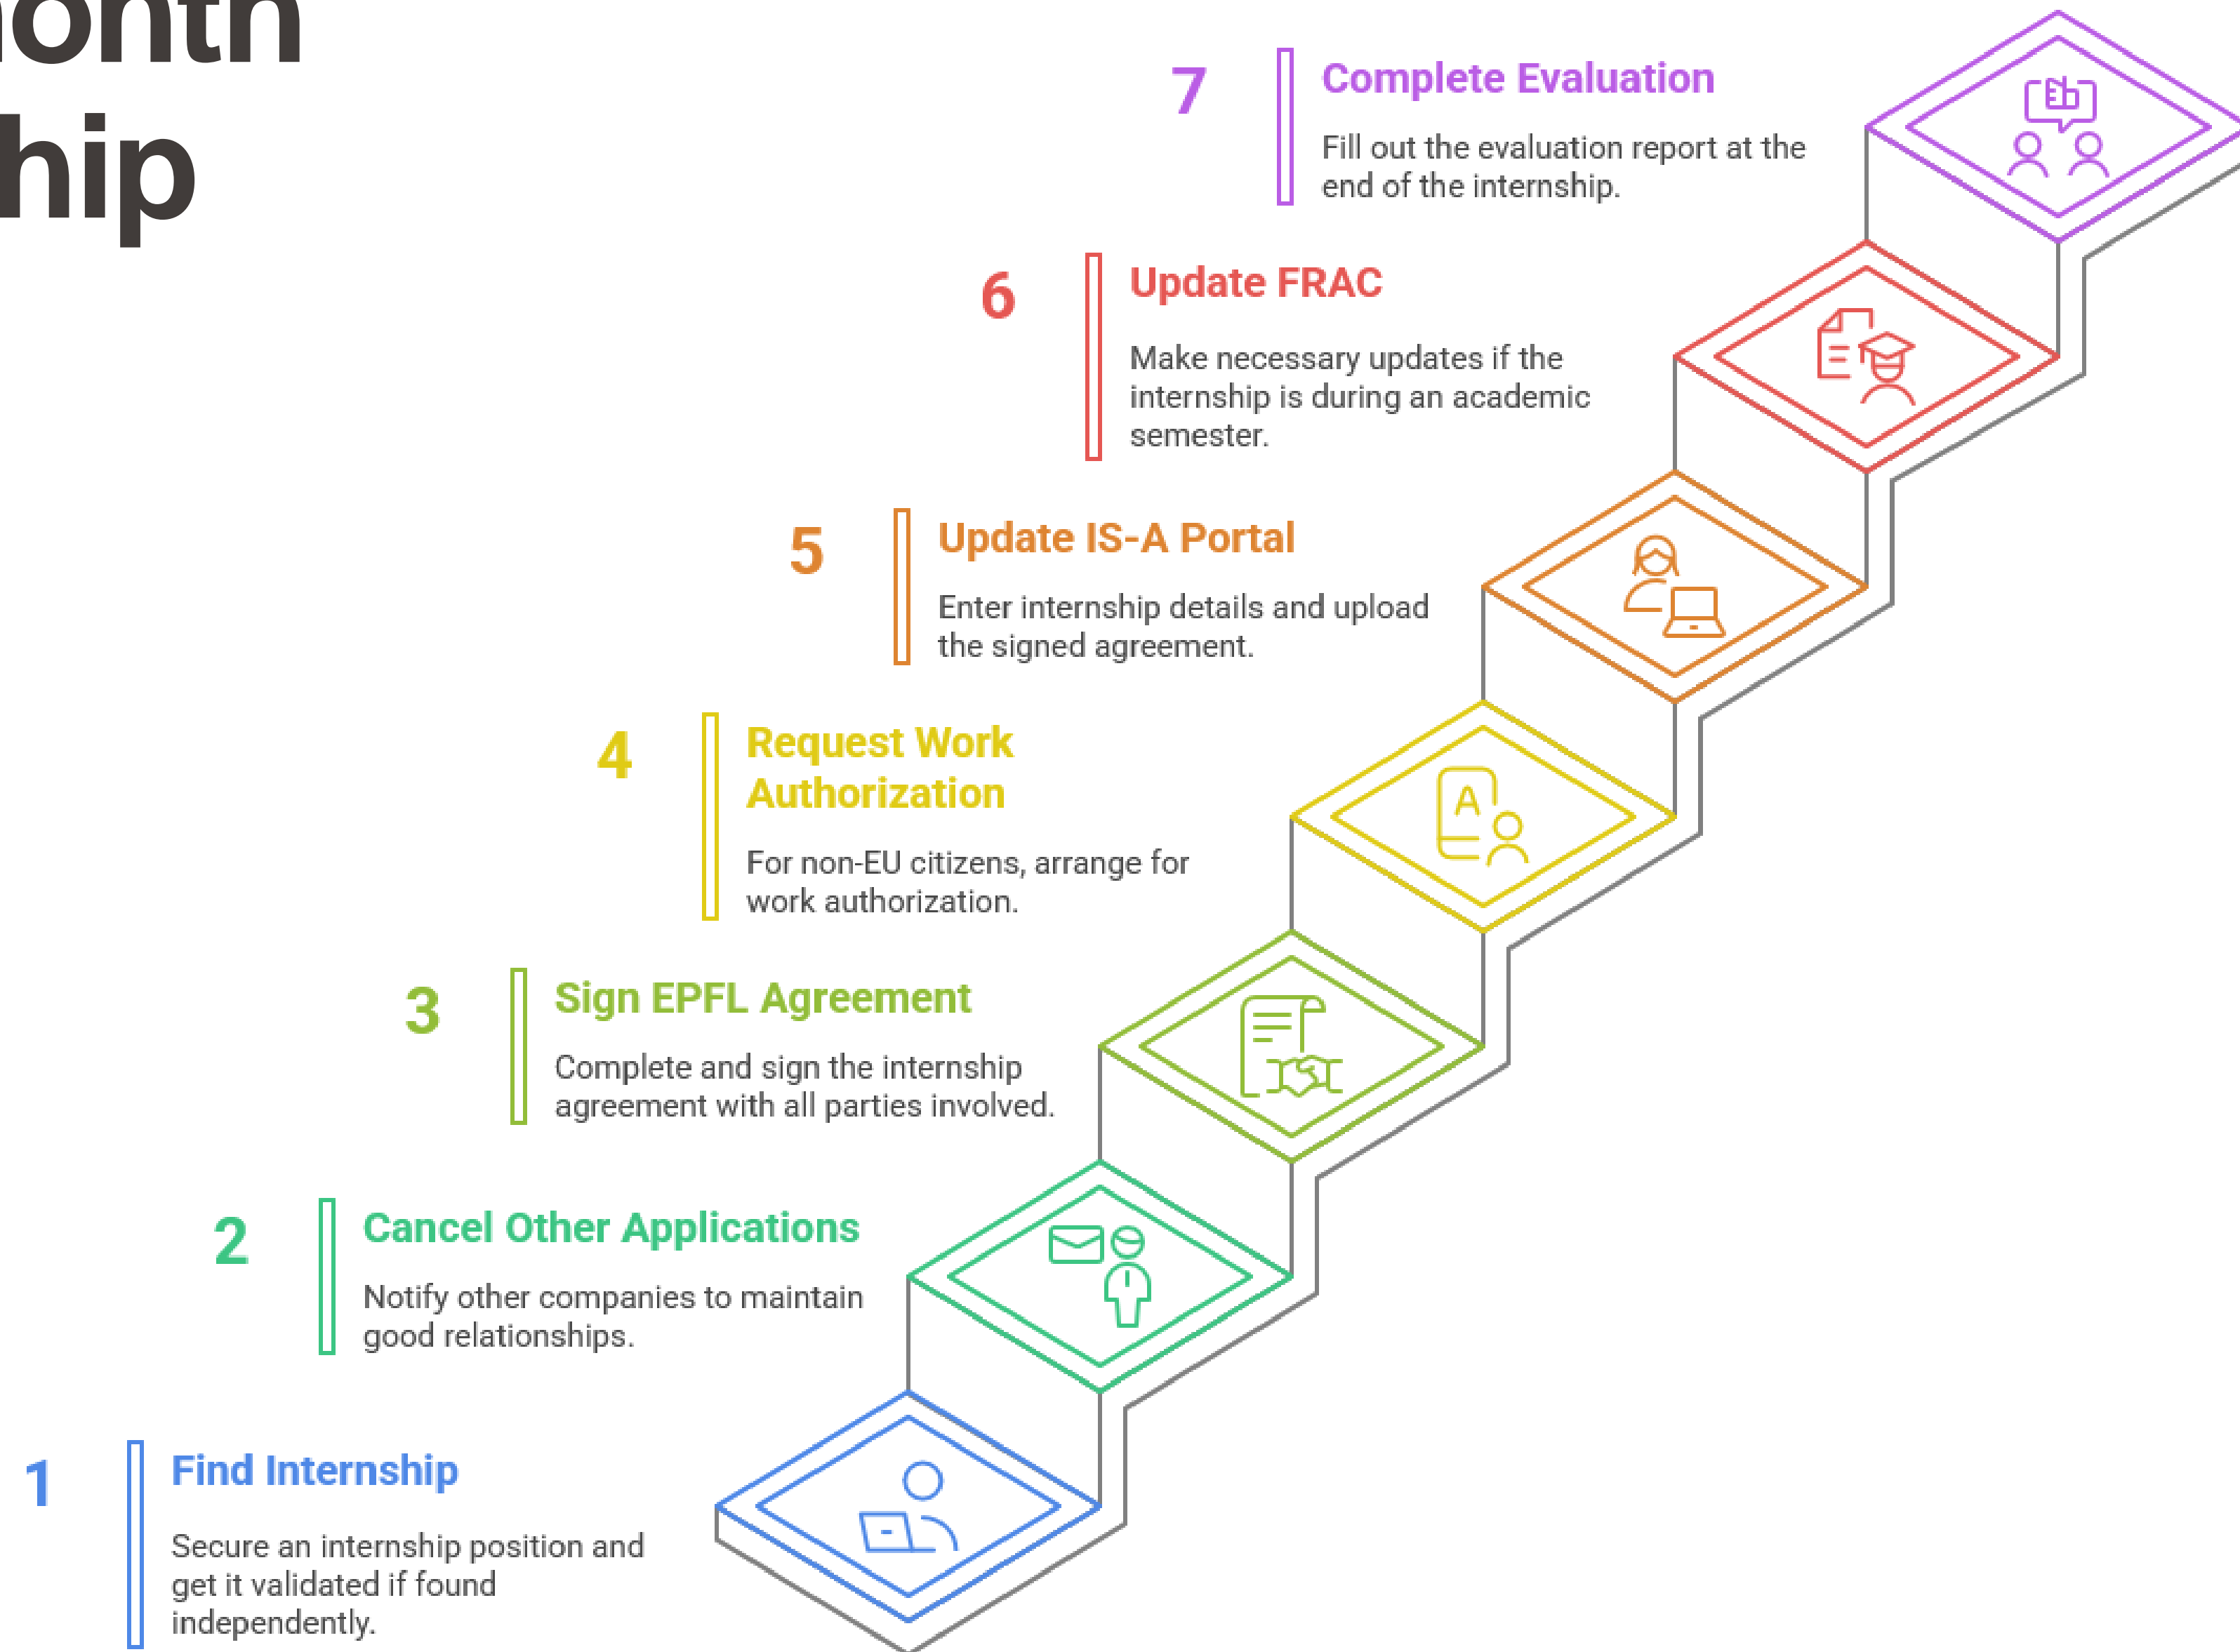 hip
7
Complete Evaluation
Fill out the evaluation report at the
end of the internship.
6
Update FRAC
Make necessary updates if the
internship is during an academic
semester.
5
Update IS-A Portal
Enter internship details and upload
the signed agreement.
4
Request Work
Authorization
For non-EU citizens, arrange for
work authorization.
3
Sign EPFL Agreement
Complete and sign the internship
agreement with all parties involved.
2
Cancel Other Applications
Notify other companies to maintain
good relationships.
1
Find Internship
Secure an internship position and
get it validated if found
independently.
A